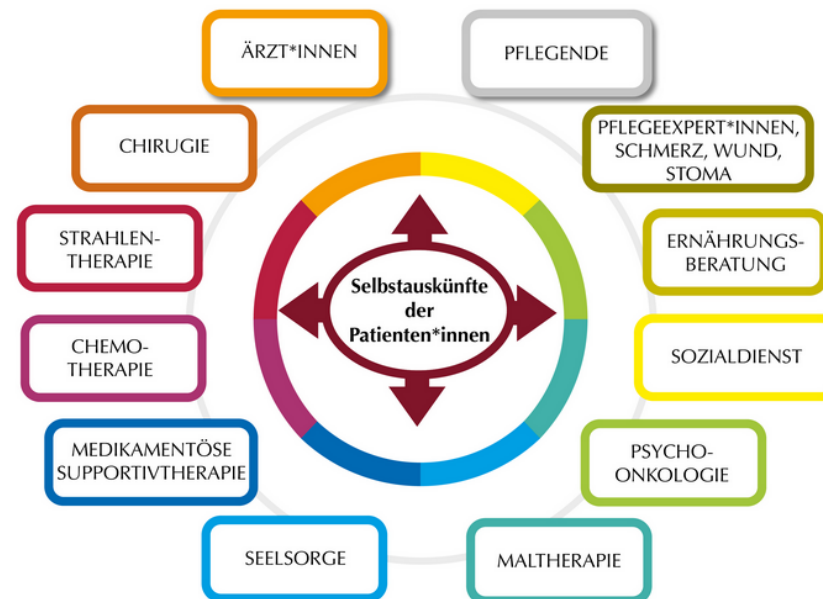 ÄRZT*INNEN
PFLEGENDE
CHIRUGIE
PFLEGEEXPERT*INNEN,
SCHMERZ, WUND,
STOMA
STRAHLEN-
THERAPIE
ERNÄHRUNGS-
BERATUNG
Selbstauskünfte
der
Patienten*innen
CHEMO-
THERAPIE
SOZIALDIENST
MEDIKAMENTÖSE
SUPPORTIVTHERAPIE
PSYCHO-
ONKOLOGIE
SEELSORGE
MALTHERAPIE